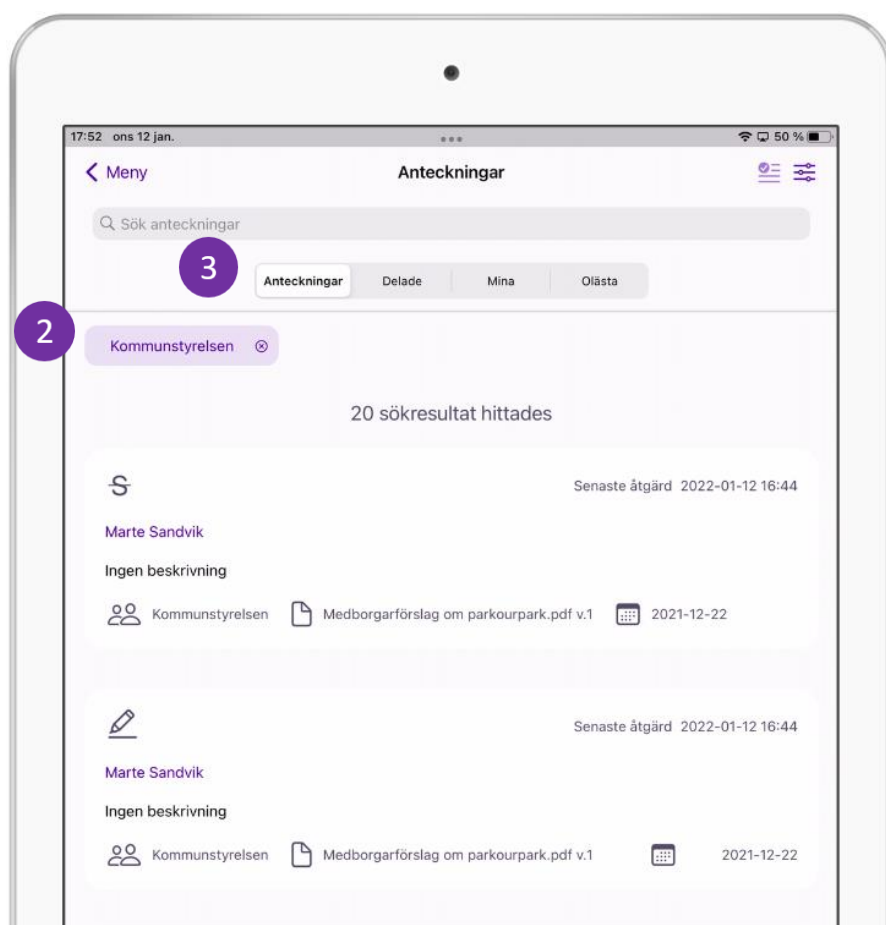 17:52 ons 12 jan. 50 %
Meny Anteckningar
Sök anteckningar
3
Anteckningar Delade Mina Olästa
2
Kommunstyrelsen
20 sökresultat hittades
S Senaste åtgärd 2022-01-12 16:44
Marte Sandvik
Ingen beskrivning
Kommunstyrelsen Medborgarförslag om parkourpark.pdf v.1 2021-12-22
Senaste åtgärd 2022-01-12 16:44
Marte Sandvik
Ingen beskrivning
Kommunstyrelsen Medborgarförslag om parkourpark.pdf v.1 2021-12-22